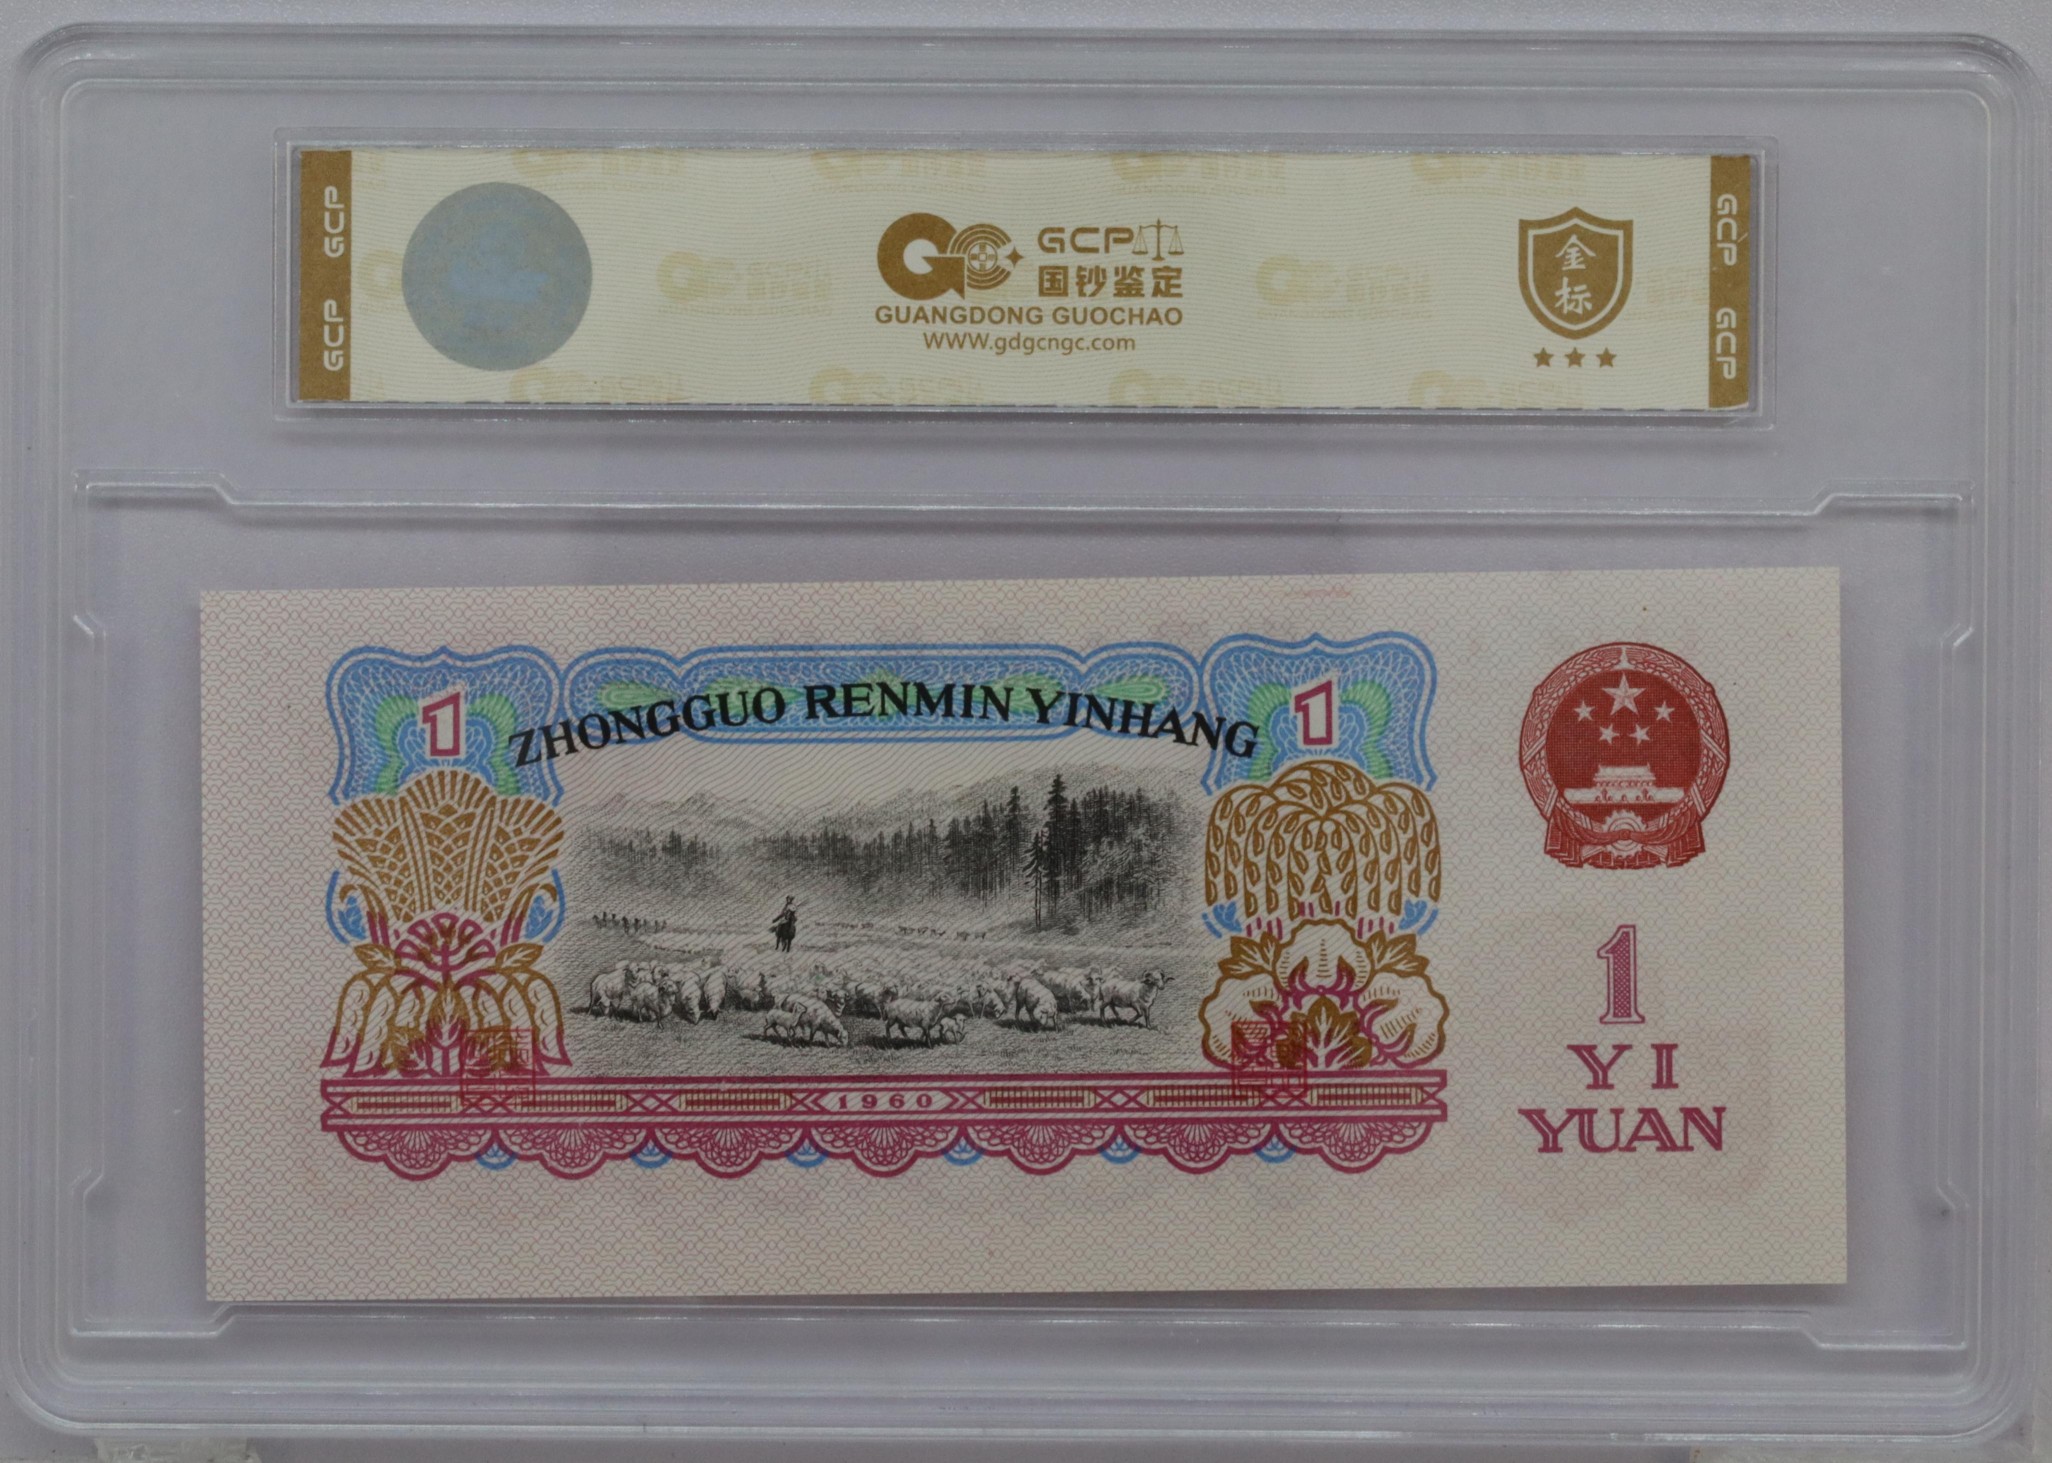 GCP GCP
GCP
国钞鉴定
GUANGDONG GUOCHAO
WWW.gdgcngc.com
金
标
GCP GCP
1
1
ZHONGGUO RENMIN YINHANG
1
YI
YUAN
1960